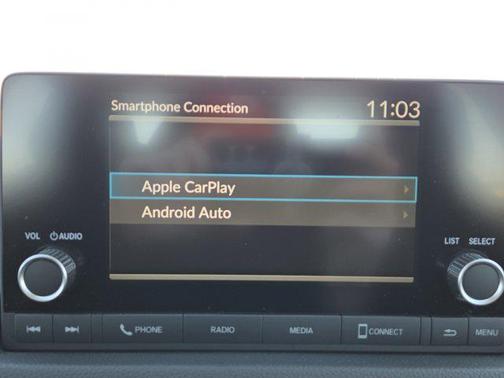 Smartphone Connection 11:03
Apple CarPlay
Android Auto
VOL AUDIO
LIST SELECT
PHONE RADIO MEDIA CONNECT MENU